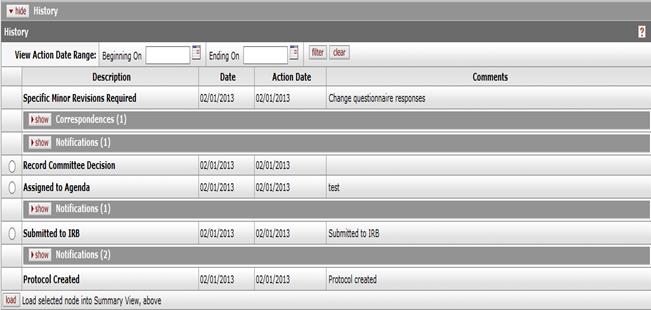 hide History
History ?
View Action Date Range: Beginning On Ending On filter clear
Description Date Action Date Comments
Specific Minor Revisions Required 02/01/2013 02/01/2013 Change questionnaire responses
show Correspondences (1)
show Notifications (1)
Record Committee Decision 02/01/2013 02/01/2013
Assigned to Agenda 02/01/2013 02/01/2013 test
show Notifications (1)
Submitted to IRB 02/01/2013 02/01/2013 Submitted to IRB
show Notifications (2)
Protocol Created 02/01/2013 02/01/2013 Protocol created
load Load selected node into Summary View, above